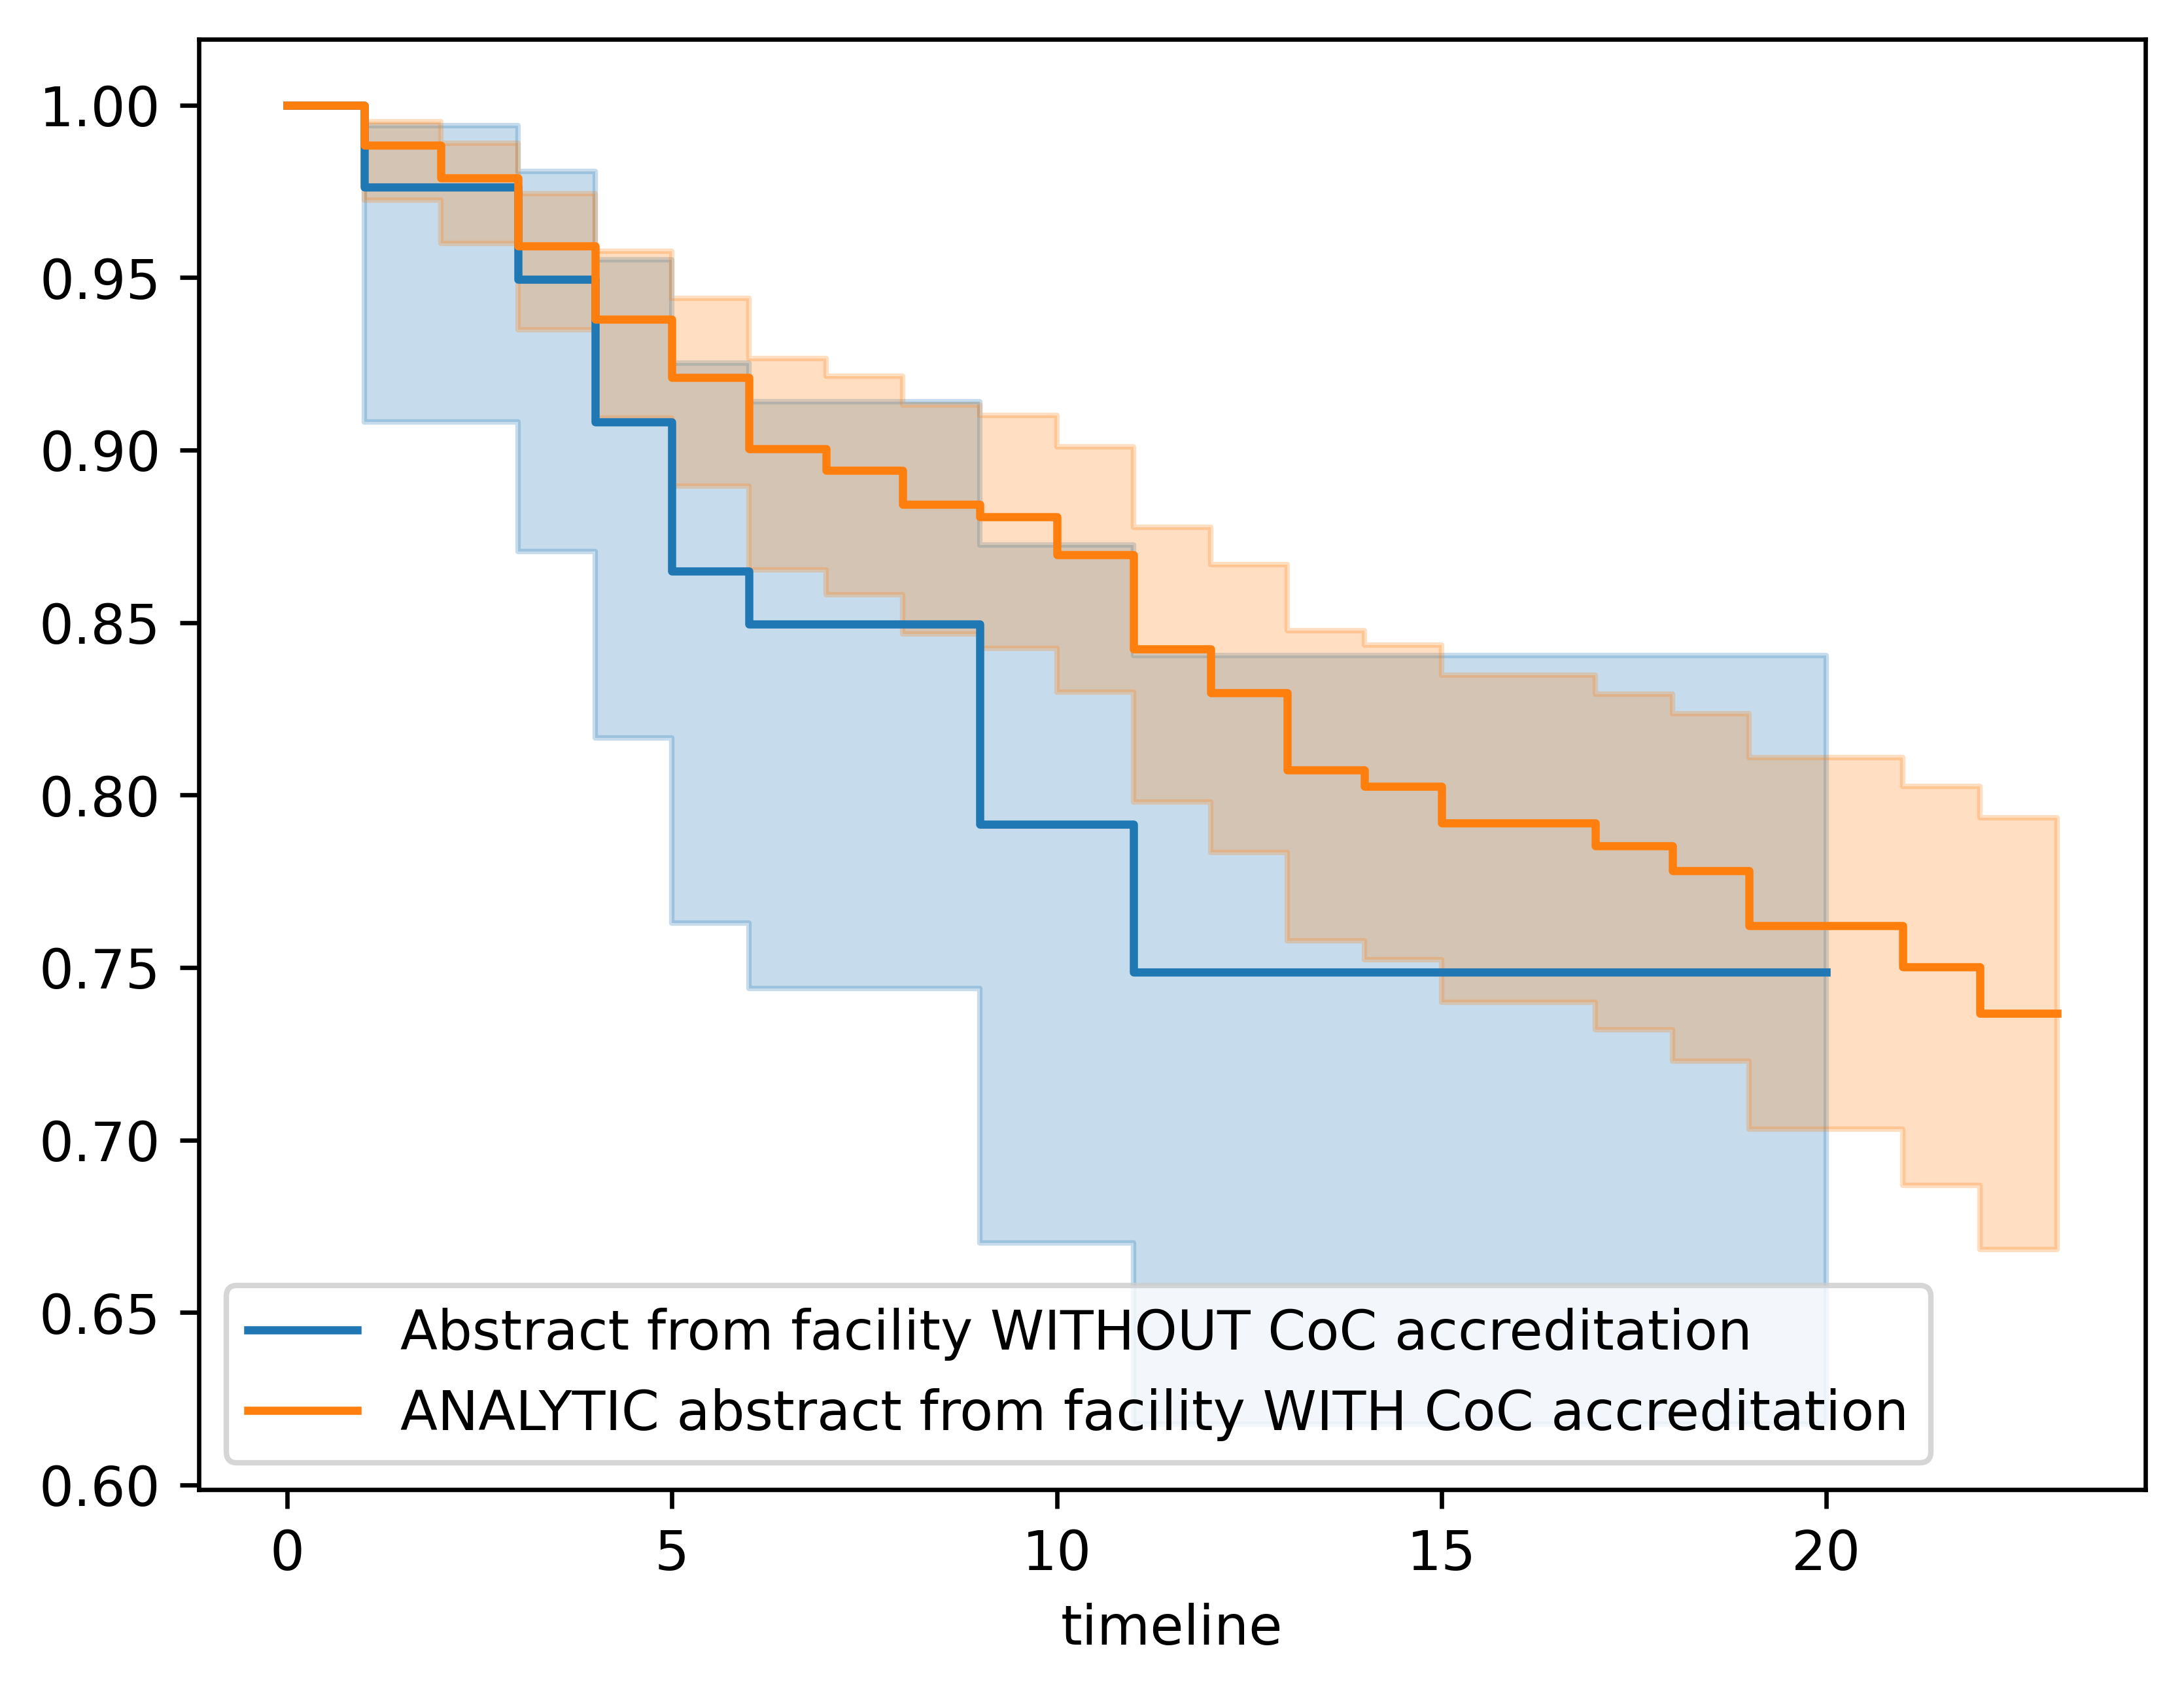 1.00
0.95
0.90
0.85
0.80
0.75
0.70
0.65
0.60
Abstract from facility WITHOUT CoC accreditation
ANALYTIC abstract from facility WITH CoC accreditation
0 5 10 15 20
timeline